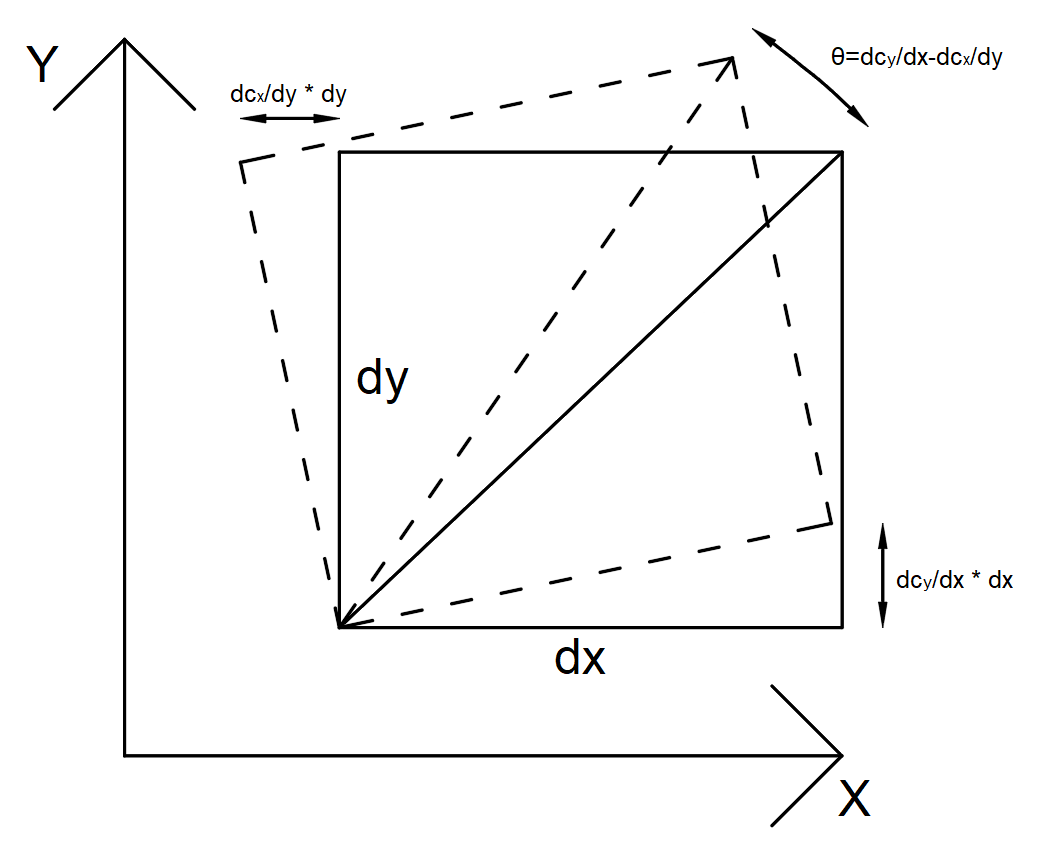 Y
θ=dcy/dx-dcx/dy
dcx/dy * dy
dy
dcy/dx * dx
dx
X